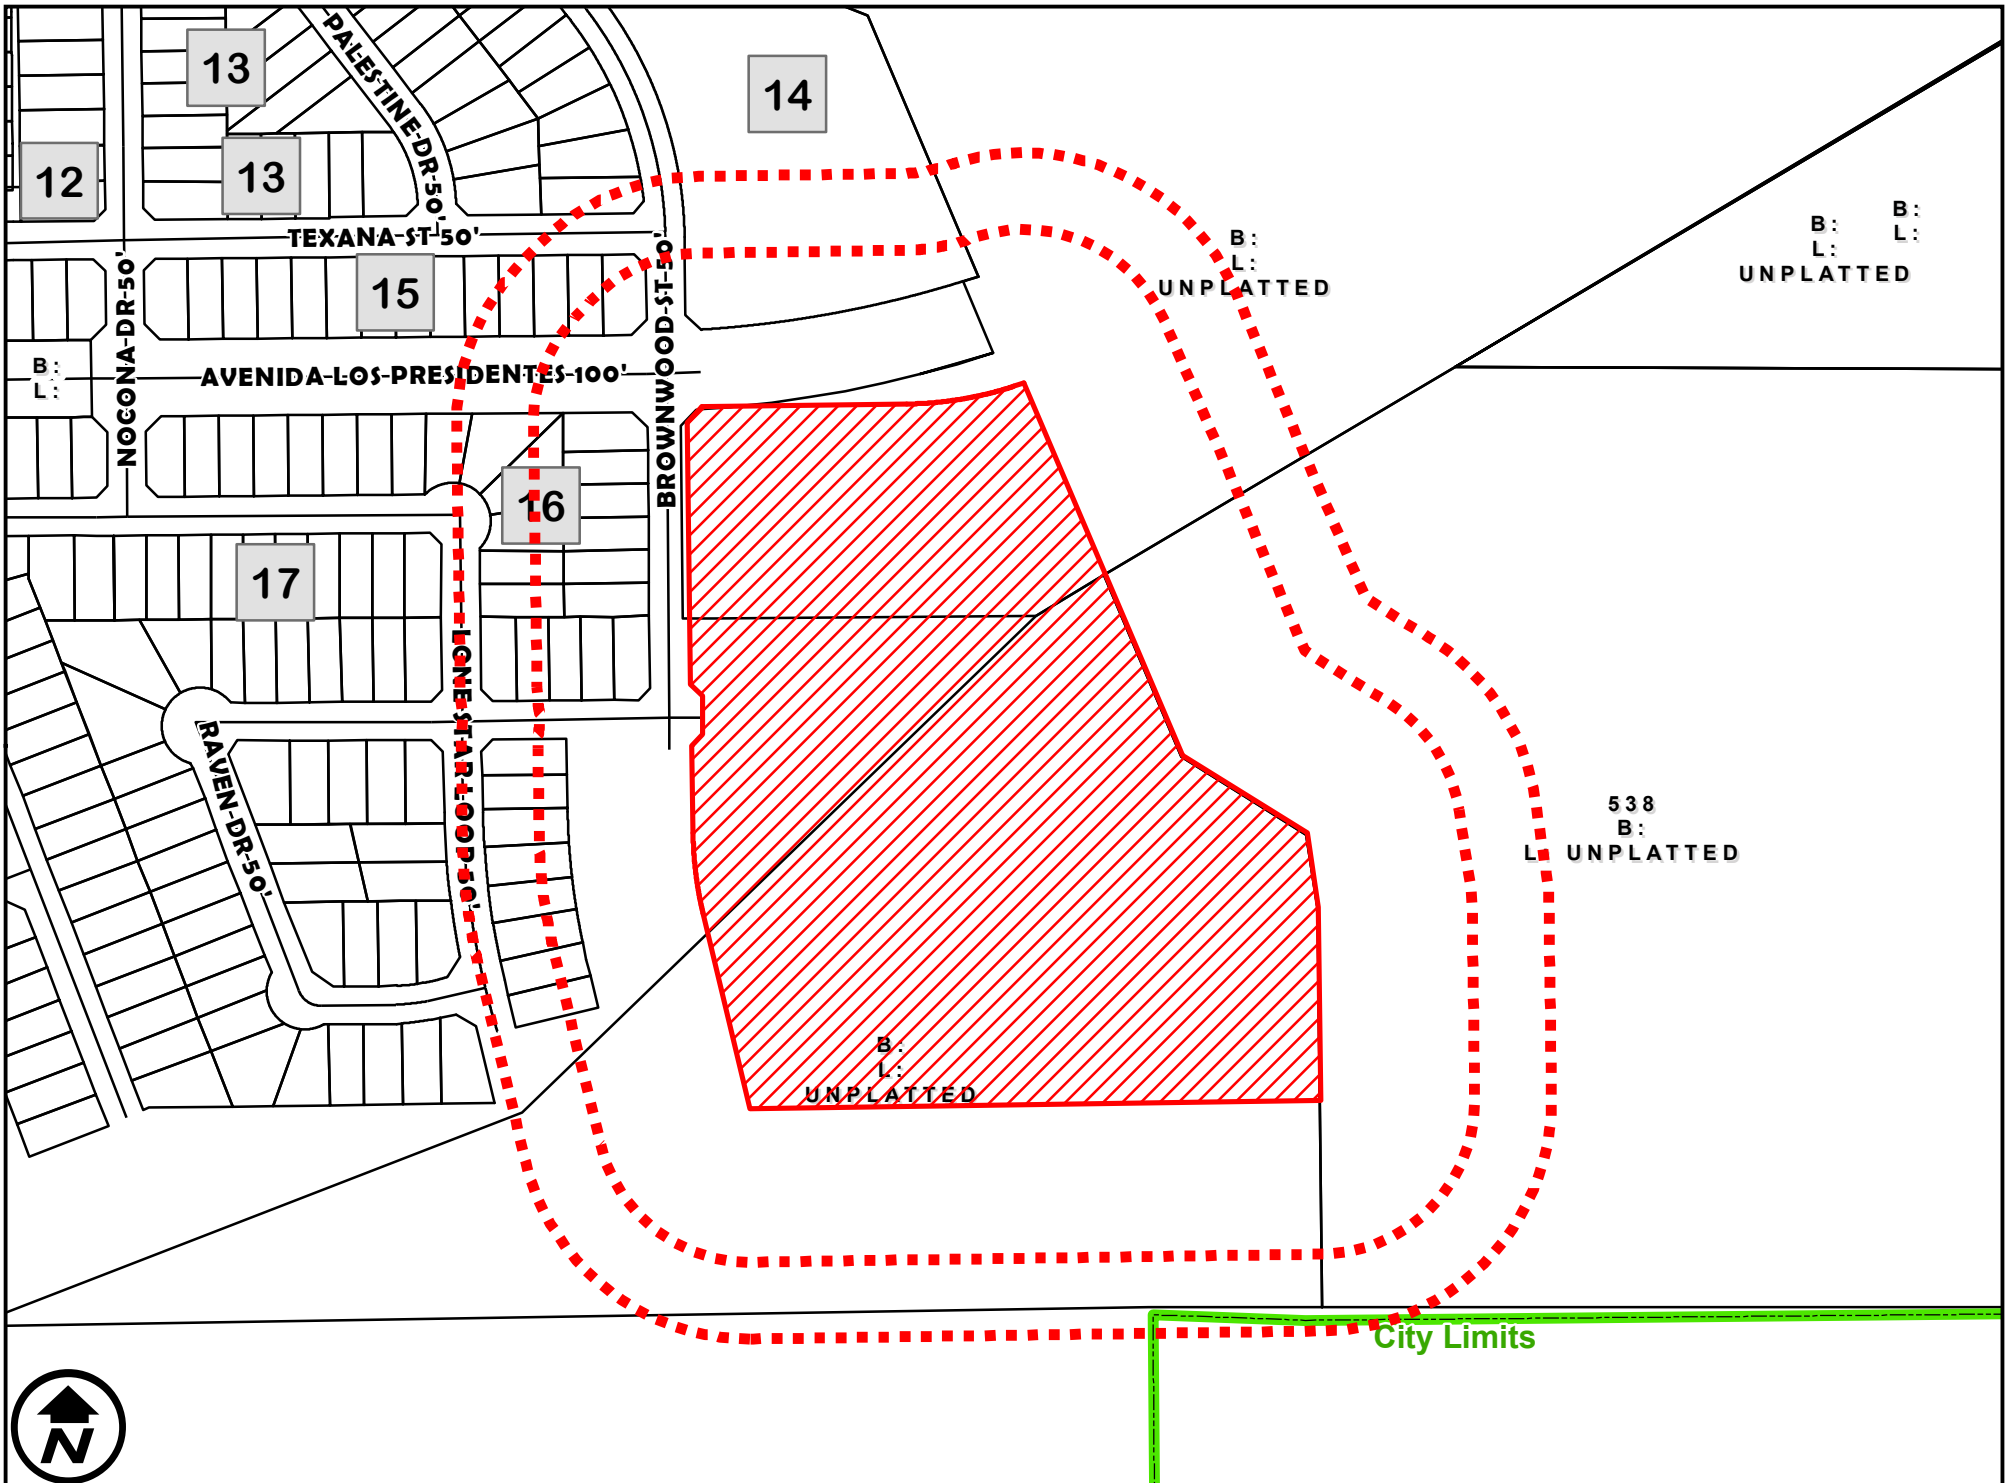 PALESTINE-DR-50'
13
14
12
13
B:
L:
UNPLATTED
B:
L:
UNPLATTED
B:
L:
TEXANA-ST-50'
15
NOCONA-DR-50'
BROWNWOOD-ST-50'
B:
L:
AVENIDA-LOS-PRESIDENTES-100'
16
17
LONE-STAR-LOOP-50'
RAVEN-DR-50'
538
B:
L: UNPLATTED
B:
L:
UNPLATTED
City Limits
N